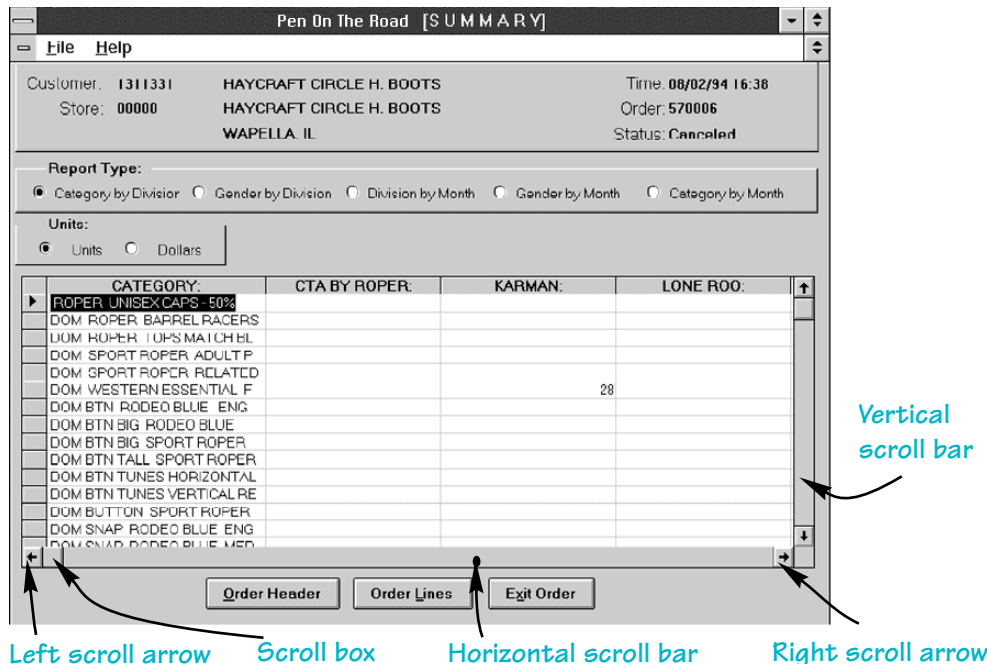 Pen On The Road [S U M M A R Y]
File Help
Customer: 1311331 HAYCRAFT CIRCLE H. BOOTS Time: 08/02/94 16:38
Store: 00000 HAYCRAFT CIRCLE H. BOOTS Order: 570006
WAPELLA, IL Status: Canceled
Report Type:
Category by Division Gender by Division Division by Month Gender by Month Category by Month
Units:
Units Dollars
CATEGORY: CTA BY ROPER: KARMAN: LONE ROO:
ROPER UNISEX CAPS - 50%
DOM ROPER BARREL RACERS
DOM ROPER TOPS MATCH BL
DOM SPORT ROPER ADULT P
DOM SPORT ROPER RELATED
DOM WESTERN ESSENTIAL F 28
DOM BTN RODEO BLUE ENG
DOM BTN BIG RODEO BLUE
DOM BTN BIG SPORT ROPER
DOM BTN TALL SPORT ROPER
DOM BTN TUNES HORIZONTAL
DOM BTN TUNES VERTICAL RE
DOM BUTTON SPORT ROPER
DOM SNAP RODEO BLUE ENG
DOM SNAP RODEO BLUE MED
Vertical
scroll bar
Order Header Order Lines Exit Order
Left scroll arrow Scroll box Horizontal scroll bar Right scroll arrow